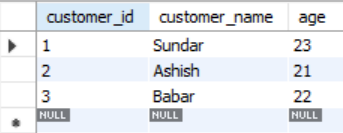 customer_id customer_name age
1 Sundar 23
2 Ashish 21
3 Babar 22
NULL NULL NULL